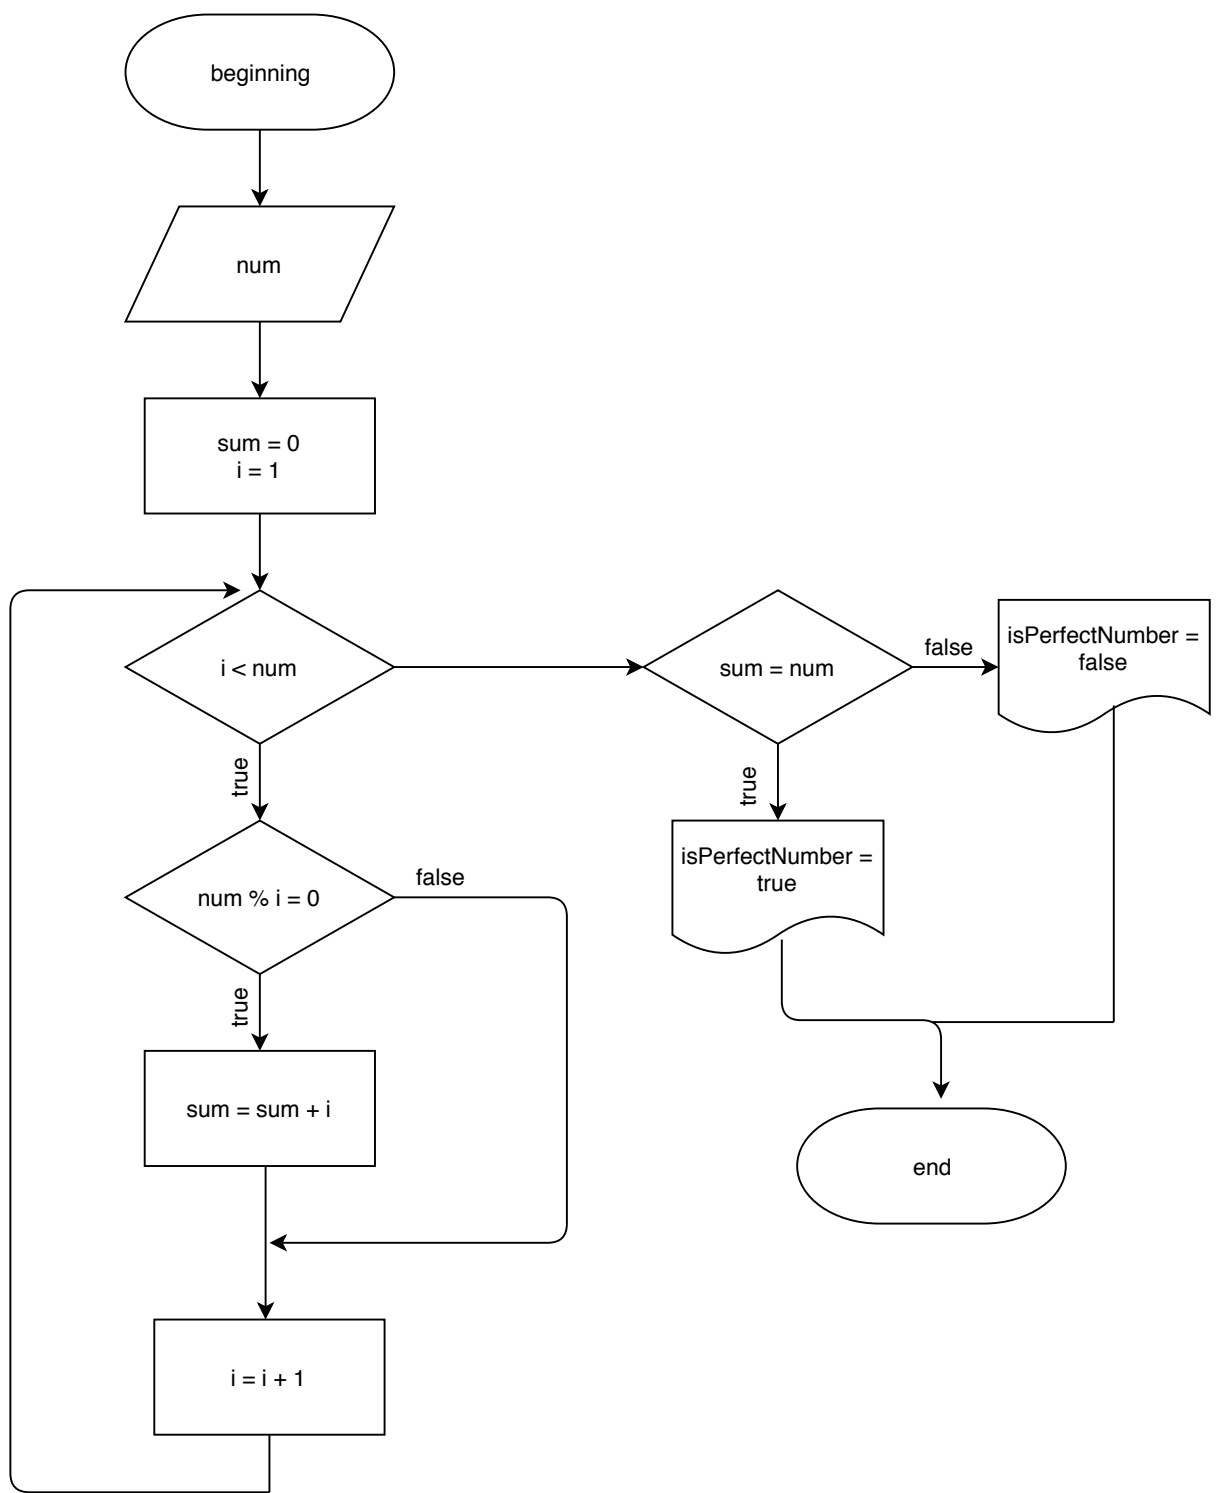 beginning
num
sum = 0
i = 1
i < num
sum = num
false
isPerfectNumber =
false
true
true
isPerfectNumber =
true
num % i = 0
false
true
sum = sum + i
end
i = i + 1